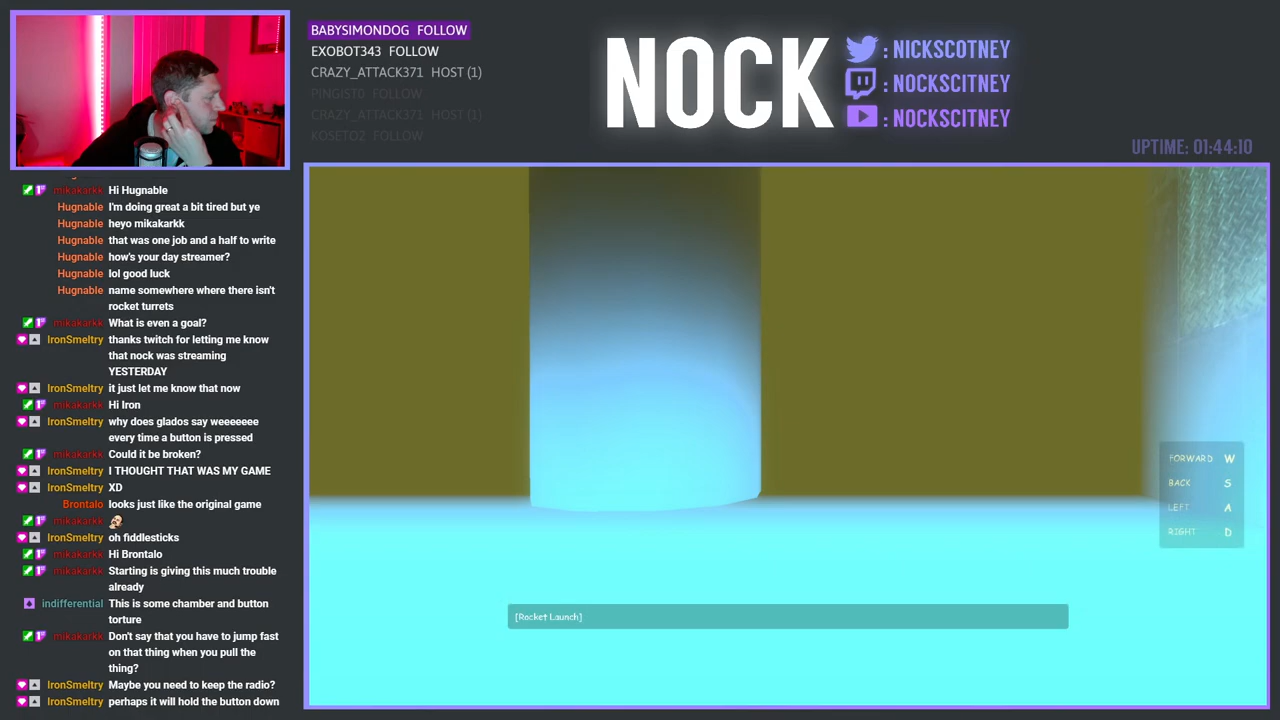 BABYSIMONDOG FOLLOW
EXOBOT343 FOLLOW
CRAZY_ATTACK371 HOST (1)
PINGIST0 FOLLOW
CRAZY_ATTACK371 HOST (1)
KOSETOZ FOLLOW
NOCK
: NICKSCOTNEY
: NOCKSCITNEY
: NOCKSCITNEY
UPTIME: 01:44:10
mikakarkk Hi Hugnable
Hugnable I'm doing great a bit tired but ye
Hugnable heyo mikakarkk
Hugnable that was one job and a half to write
Hugnable how's your day streamer?
Hugnable lol good luck
Hugnable name somewhere where there isn't
rocket turrets
mikakarkk What is even a goal?
IronSmeltry thanks twitch for letting me know
that nock was streaming
YESTERDAY
IronSmeltry it just let me know that now
mikakarkk Hi Iron
IronSmeltry why does glados say weeeeeee
every time a button is pressed
mikakarkk Could it be broken?
IronSmeltry I THOUGHT THAT WAS MY GAME
IronSmeltry XD
Brontalo looks just like the original game
mikakarkk
IronSmeltry oh fiddlesticks
mikakarkk Hi Brontalo
mikakarkk Starting is giving this much trouble
already
indifferential This is some chamber and button
torture
mikakarkk Don't say that you have to jump fast
on that thing when you pull the
thing?
IronSmeltry Maybe you need to keep the radio?
IronSmeltry perhaps it will hold the button down
FORWARD W
BACK S
LEFT A
RIGHT D
[Rocket Launch]